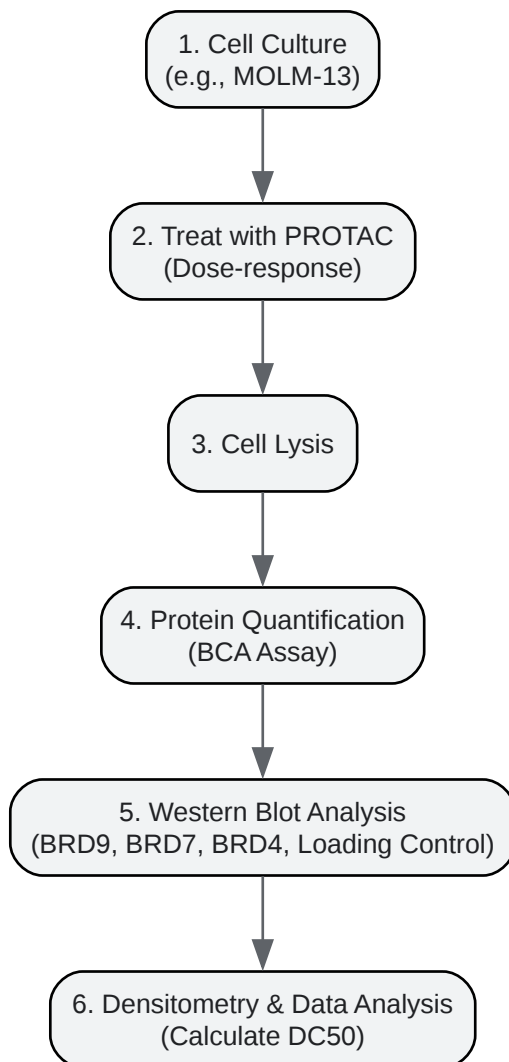 1. Cell Culture
(e.g., MOLM-13)
2. Treat with PROTAC
(Dose-response)
3. Cell Lysis
4. Protein Quantification
(BCA Assay)
5. Western Blot Analysis
(BRD9, BRD7, BRD4, Loading Control)
6. Densitometry & Data Analysis
(Calculate DC50)